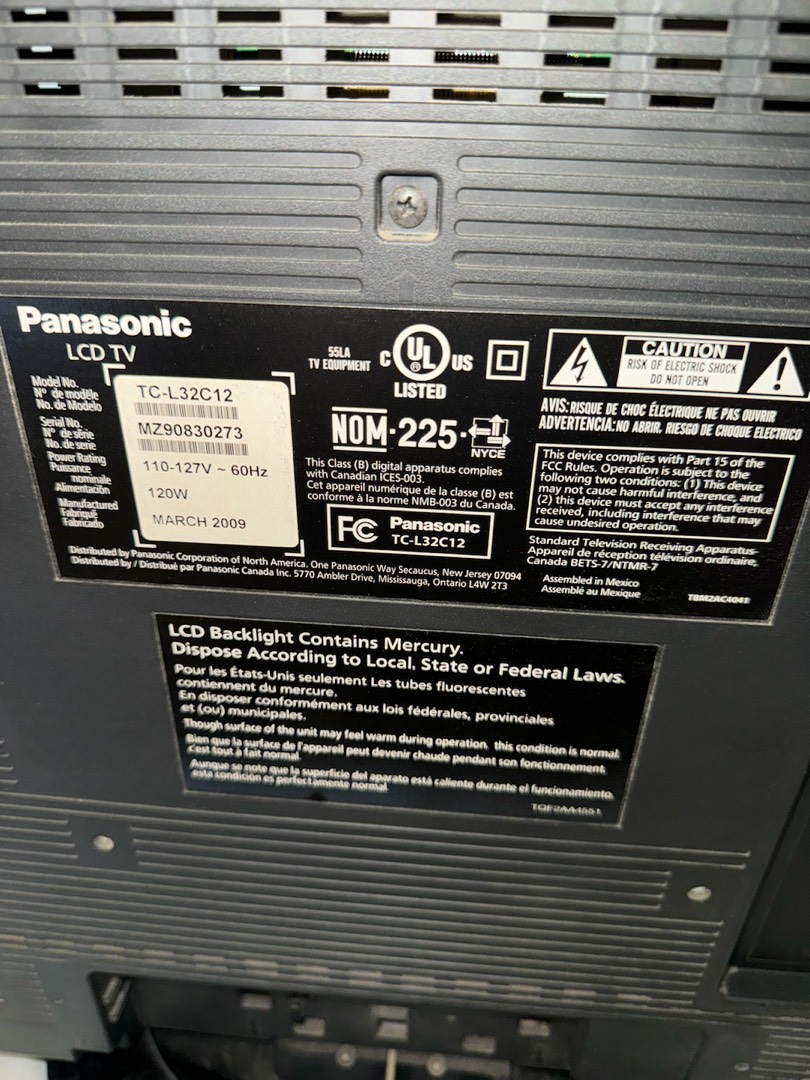 Panasonic
LCD TV
Model No.
Nº de modèle
No. de Modelo
TC-L32C12
Serial No.
Nº de série
No. de serie
MZ90830273
Power Rating
Puissance
nominale
Alimentación
110-127V ~ 60Hz
120W
Manufactured
Fabriqué
Fabricado
MARCH 2009
55LA
TV EQUIPMENT
C UL US
®
LISTED
NOM-225-
NYCE
This Class (B) digital apparatus complies
with Canadian ICES-003.
Cet appareil numérique de la classe (B) est
conforme à la norme NMB-003 du Canada.
FC Panasonic
TC-L32C12
CAUTION
RISK OF ELECTRIC SHOCK
DO NOT OPEN
AVIS: RISQUE DE CHOC ÉLECTRIQUE NE PAS OUVRIR
ADVERTENCIA: NO ABRIR, RIESGO DE CHOQUE ELECTRICO
This device complies with Part 15 of the
FCC Rules. Operation is subject to the
following two conditions: (1) This device
may not cause harmful interference, and
(2) this device must accept any interference
received, including interference that may
cause undesired operation.
Standard Television Receiving Apparatus-
Appareil de réception télévision ordinaire,
Canada BETS-7/NTMR-7
Assembled in Mexico
Assemblé au Mexique
TBM2AC4041
Distributed by Panasonic Corporation of North America. One Panasonic Way Secaucus, New Jersey 07094
Distributed by / Distribué par Panasonic Canada Inc. 5770 Ambler Drive, Mississauga, Ontario L4W 2T3
LCD Backlight Contains Mercury.
Dispose According to Local, State or Federal Laws.
Pour les États-Unis seulement Les tubes fluorescentes
contiennent du mercure.
En disposer conformément aux lois fédérales, provinciales
et (ou) municipales.
Though surface of the unit may feel warm during operation, this condition is normal.
Bien que la surface de l'appareil peut devenir chaude pendant son fonctionnement.
C'est tout à fait normal.
Aunque se note que la superficie del aparato está caliente durante el funcionamiento.
esta condición es perfectamente normal.
TQF2AA4551